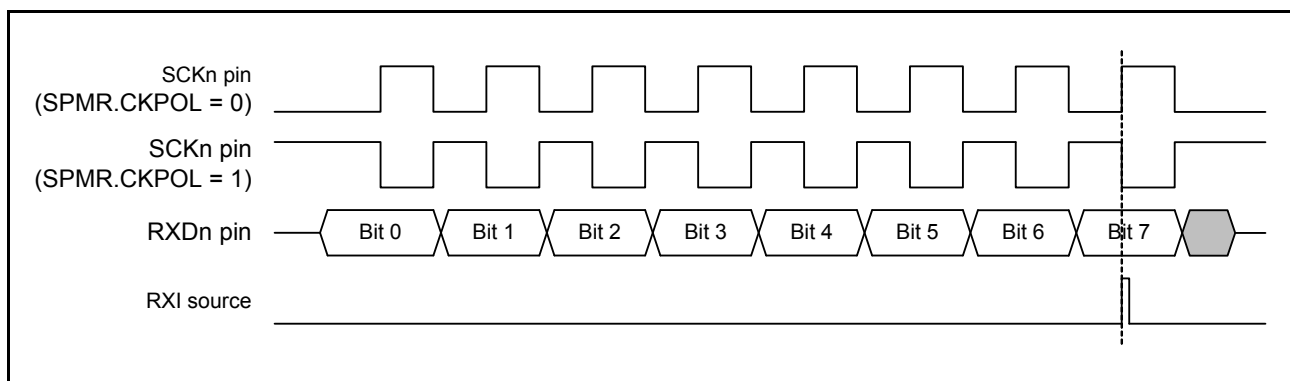 SCKn pin
(SPMR.CKPOL = 0)
SCKn pin
(SPMR.CKPOL = 1)
RXDn pin
Bit 0
Bit 1
Bit 2
Bit 3
Bit 4
Bit 5
Bit 6
Bit 7
RXI source